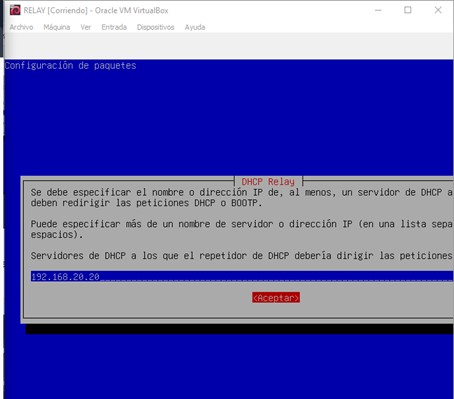 RELAY [Corriendo] - Oracle VM VirtualBox
Archivo Máquina Ver Entrada Dispositivos Ayuda
Configuración de paquetes
DHCP Relay
Se debe especificar el nombre o dirección IP de, al menos, un servidor de DHCP a
deben redirigir las peticiones DHCP o BOOTP.
Puede especificar más de un nombre de servidor o dirección IP (en una lista sepa
espacios).
Servidores de DHCP a los que el repetidor de DHCP debería dirigir las peticiones
192.168.20.20
<Aceptar>